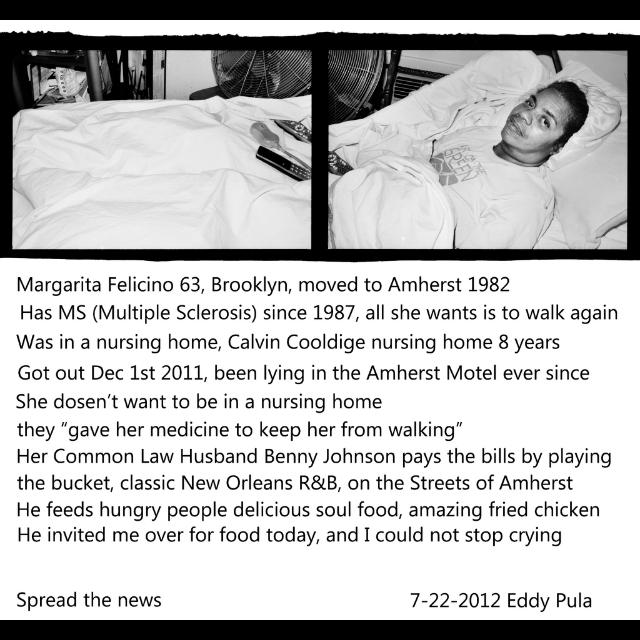 GREEN
Margarita Felicino 63, Brooklyn, moved to Amherst 1982
Has MS (Multiple Sclerosis) since 1987, all she wants is to walk again
Was in a nursing home, Calvin Cooldige nursing home 8 years
Got out Dec 1st 2011, been lying in the Amherst Motel ever since
She dosen't want to be in a nursing home
they “gave her medicine to keep her from walking”
Her Common Law Husband Benny Johnson pays the bills by playing
the bucket, classic New Orleans R&B, on the Streets of Amherst
He feeds hungry people delicious soul food, amazing fried chicken
He invited me over for food today, and I could not stop crying
Spread the news
7-22-2012 Eddy Pula